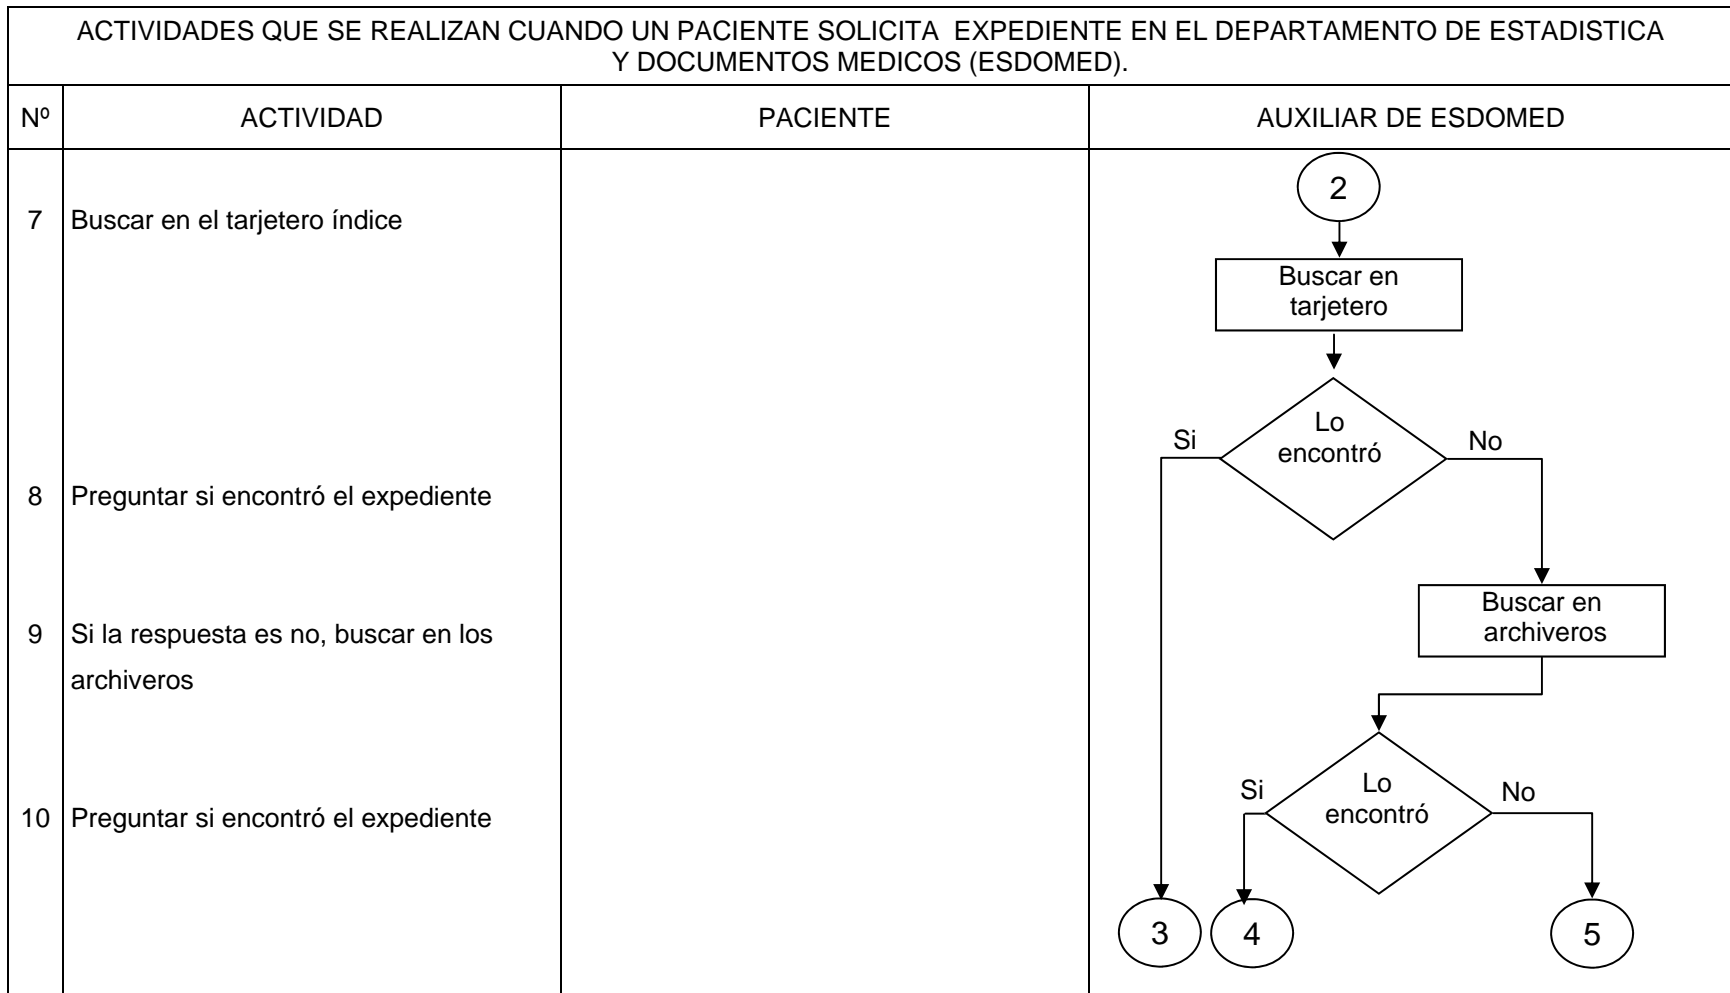 ACTIVIDADES QUE SE REALIZAN CUANDO UN PACIENTE SOLICITA  EXPEDIENTE EN EL DEPARTAMENTO DE ESTADISTICA
Y DOCUMENTOS MEDICOS (ESDOMED).
Nº
ACTIVIDAD
PACIENTE
AUXILIAR DE ESDOMED
2
7
Buscar en el tarjetero índice
Buscar en
tarjetero
Lo
encontró
Si
No
8
Preguntar si encontró el expediente
9
Si la respuesta es no, buscar en los
archiveros
Buscar en
archiveros
10
Preguntar si encontró el expediente
Lo
encontró
Si
No
3
4
5